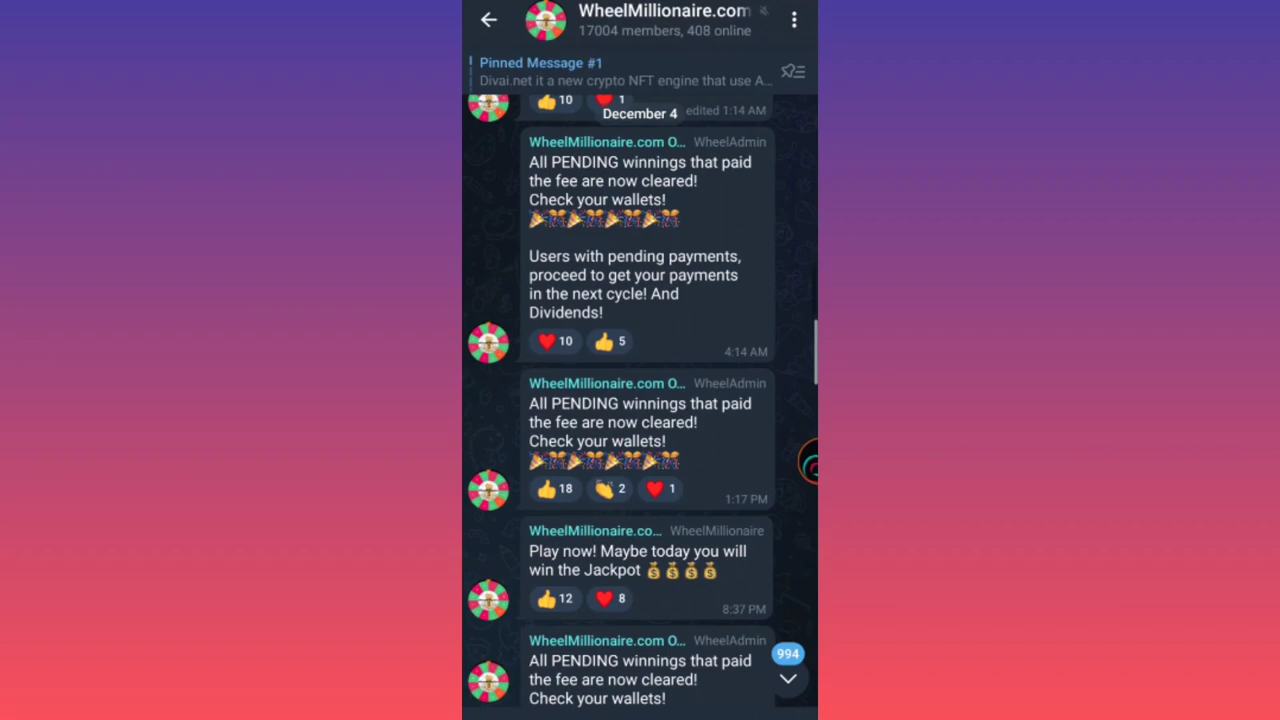 WheelMillionaire.com
17004 members, 408 online
Pinned Message #1
Divai.net it a new crypto NFT engine that use A...
👍 10 ❤️ 1
December 4 edited 1:14 AM
WheelMillionaire.com O... WheelAdmin
All PENDING winnings that paid
the fee are now cleared!
Check your wallets!
🎉🎊🎉🎊🎉🎊🎉🎊
Users with pending payments,
proceed to get your payments
in the next cycle! And
Dividends!
❤️ 10 👍 5
4:14 AM
WheelMillionaire.com O... WheelAdmin
All PENDING winnings that paid
the fee are now cleared!
Check your wallets!
🎉🎊🎉🎊🎉🎊🎉🎊
👍 18 👏 2 ❤️ 1
1:17 PM
WheelMillionaire.co... WheelMillionaire
Play now! Maybe today you will
win the Jackpot 💰💰💰💰
👍 12 ❤️ 8
8:37 PM
WheelMillionaire.com O... WheelAdmin
All PENDING winnings that paid
the fee are now cleared!
Check your wallets!
994